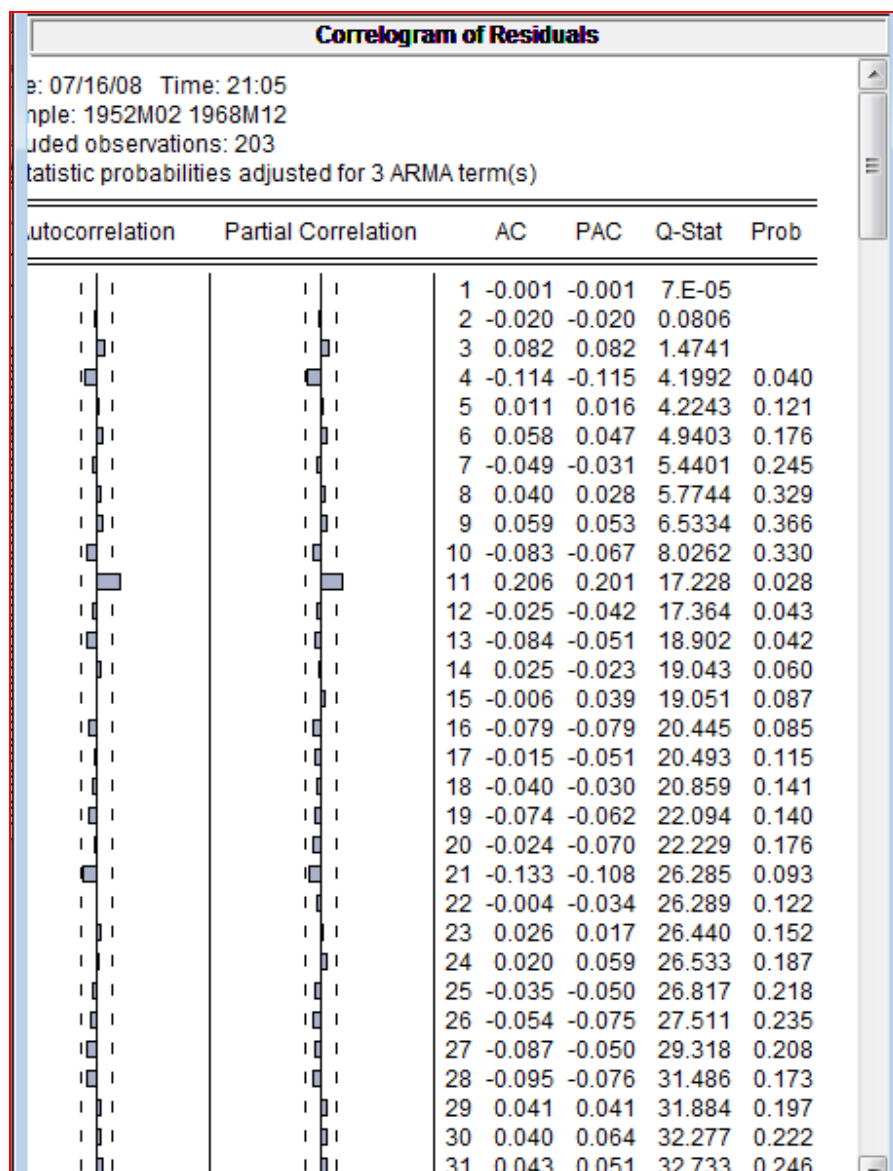 Correlogram of Residuals
e: 07/16/08 Time: 21:05
nple: 1952M02 1968M12
uded observations: 203
tatistic probabilities adjusted for 3 ARMA term(s)
utocorrelation Partial Correlation AC PAC Q-Stat Prob
1 -0.001 -0.001 7.E-05
2 -0.020 -0.020 0.0806
3 0.082 0.082 1.4741
4 -0.114 -0.115 4.1992 0.040
5 0.011 0.016 4.2243 0.121
6 0.058 0.047 4.9403 0.176
7 -0.049 -0.031 5.4401 0.245
8 0.040 0.028 5.7744 0.329
9 0.059 0.053 6.5334 0.366
10 -0.083 -0.067 8.0262 0.330
11 0.206 0.201 17.228 0.028
12 -0.025 -0.042 17.364 0.043
13 -0.084 -0.051 18.902 0.042
14 0.025 -0.023 19.043 0.060
15 -0.006 0.039 19.051 0.087
16 -0.079 -0.079 20.445 0.085
17 -0.015 -0.051 20.493 0.115
18 -0.040 -0.030 20.859 0.141
19 -0.074 -0.062 22.094 0.140
20 -0.024 -0.070 22.229 0.176
21 -0.133 -0.108 26.285 0.093
22 -0.004 -0.034 26.289 0.122
23 0.026 0.017 26.440 0.152
24 0.020 0.059 26.533 0.187
25 -0.035 -0.050 26.817 0.218
26 -0.054 -0.075 27.511 0.235
27 -0.087 -0.050 29.318 0.208
28 -0.095 -0.076 31.486 0.173
29 0.041 0.041 31.884 0.197
30 0.040 0.064 32.277 0.222
31 0.043 0.051 32.733 0.246